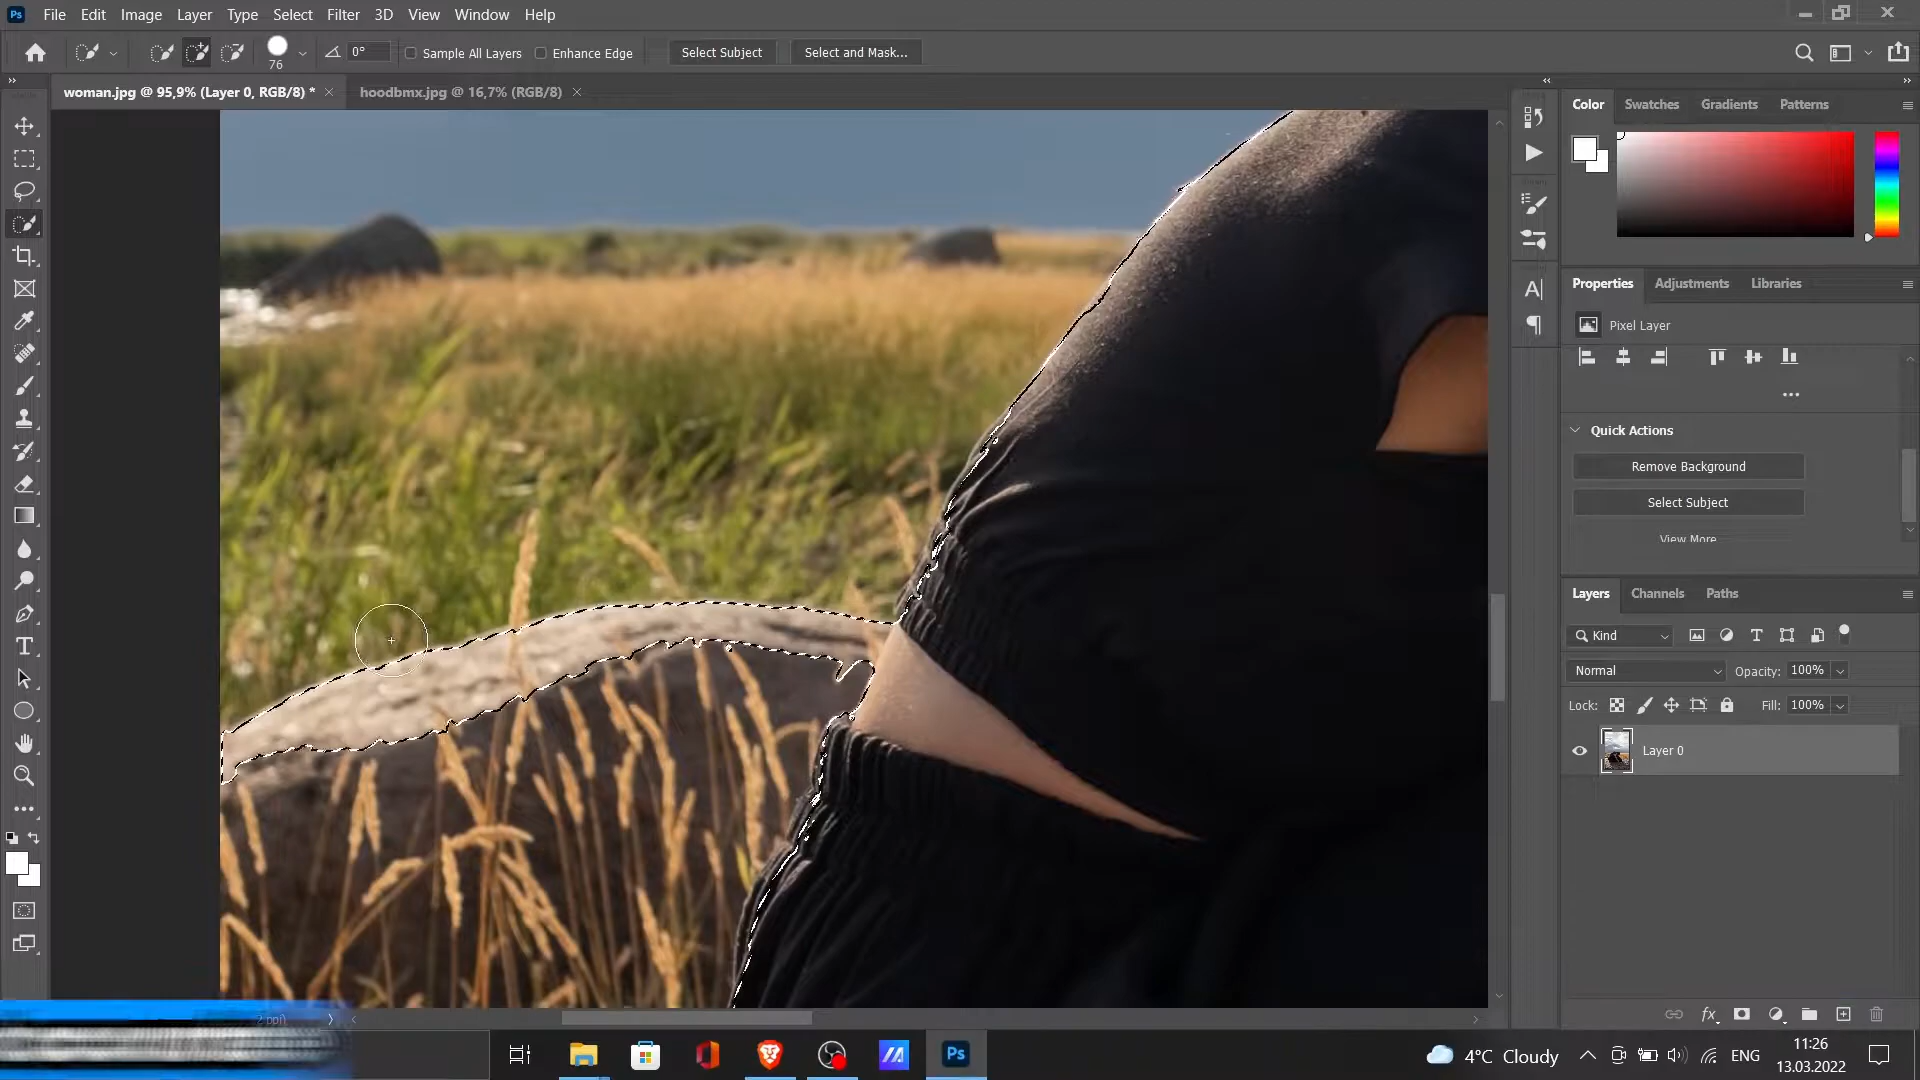 Ps File Edit Image Layer Type Select Filter 3D View Window Help
76 0° Sample All Layers Enhance Edge Select Subject Select and Mask...
woman.jpg @ 95,9% (Layer 0, RGB/8) * × hoodbmx.jpg @ 16,7% (RGB/8) ×
Color Swatches Gradients Patterns
Properties Adjustments Libraries
Pixel Layer
Quick Actions
Remove Background
Select Subject
View More
Layers Channels Paths
Kind
Normal Opacity: 100%
Lock: Fill: 100%
Layer 0
fx
Ps 4°C Cloudy ENG 11:26
13.03.2022